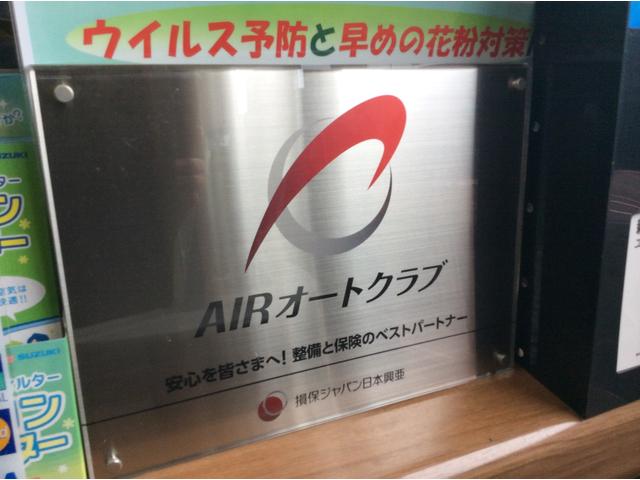 ウイルス予防と早めの花粉対策
AIRオートクラブ
安心を皆さまへ!整備と保険のベストパートナー
損保ジャパン日本興亜
SUZUKI
SUZUKI